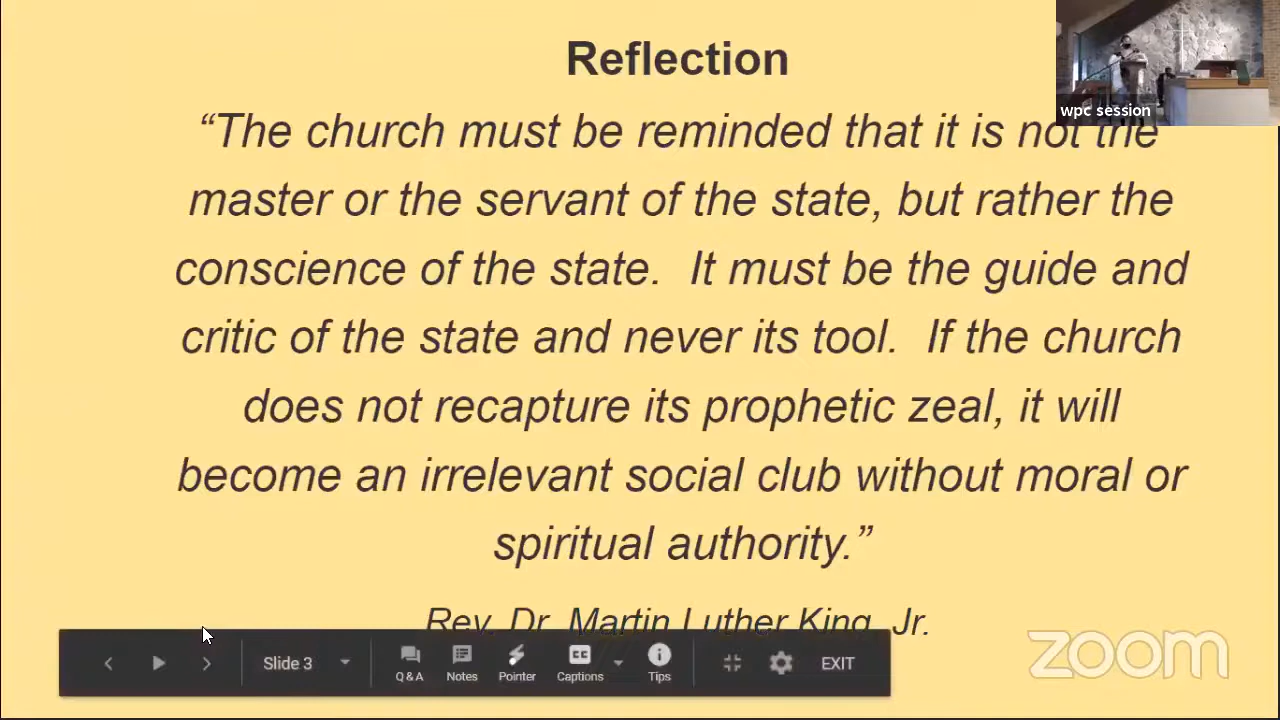 Reflection
wpc session
“The church must be reminded that it is not the
master or the servant of the state, but rather the
conscience of the state.  It must be the guide and
critic of the state and never its tool.  If the church
does not recapture its prophetic zeal, it will
become an irrelevant social club without moral or
spiritual authority.”
Rev. Dr. Martin Luther King, Jr.
Slide 3
Q & A
Notes
Pointer
CC
Captions
Tips
EXIT
zoom